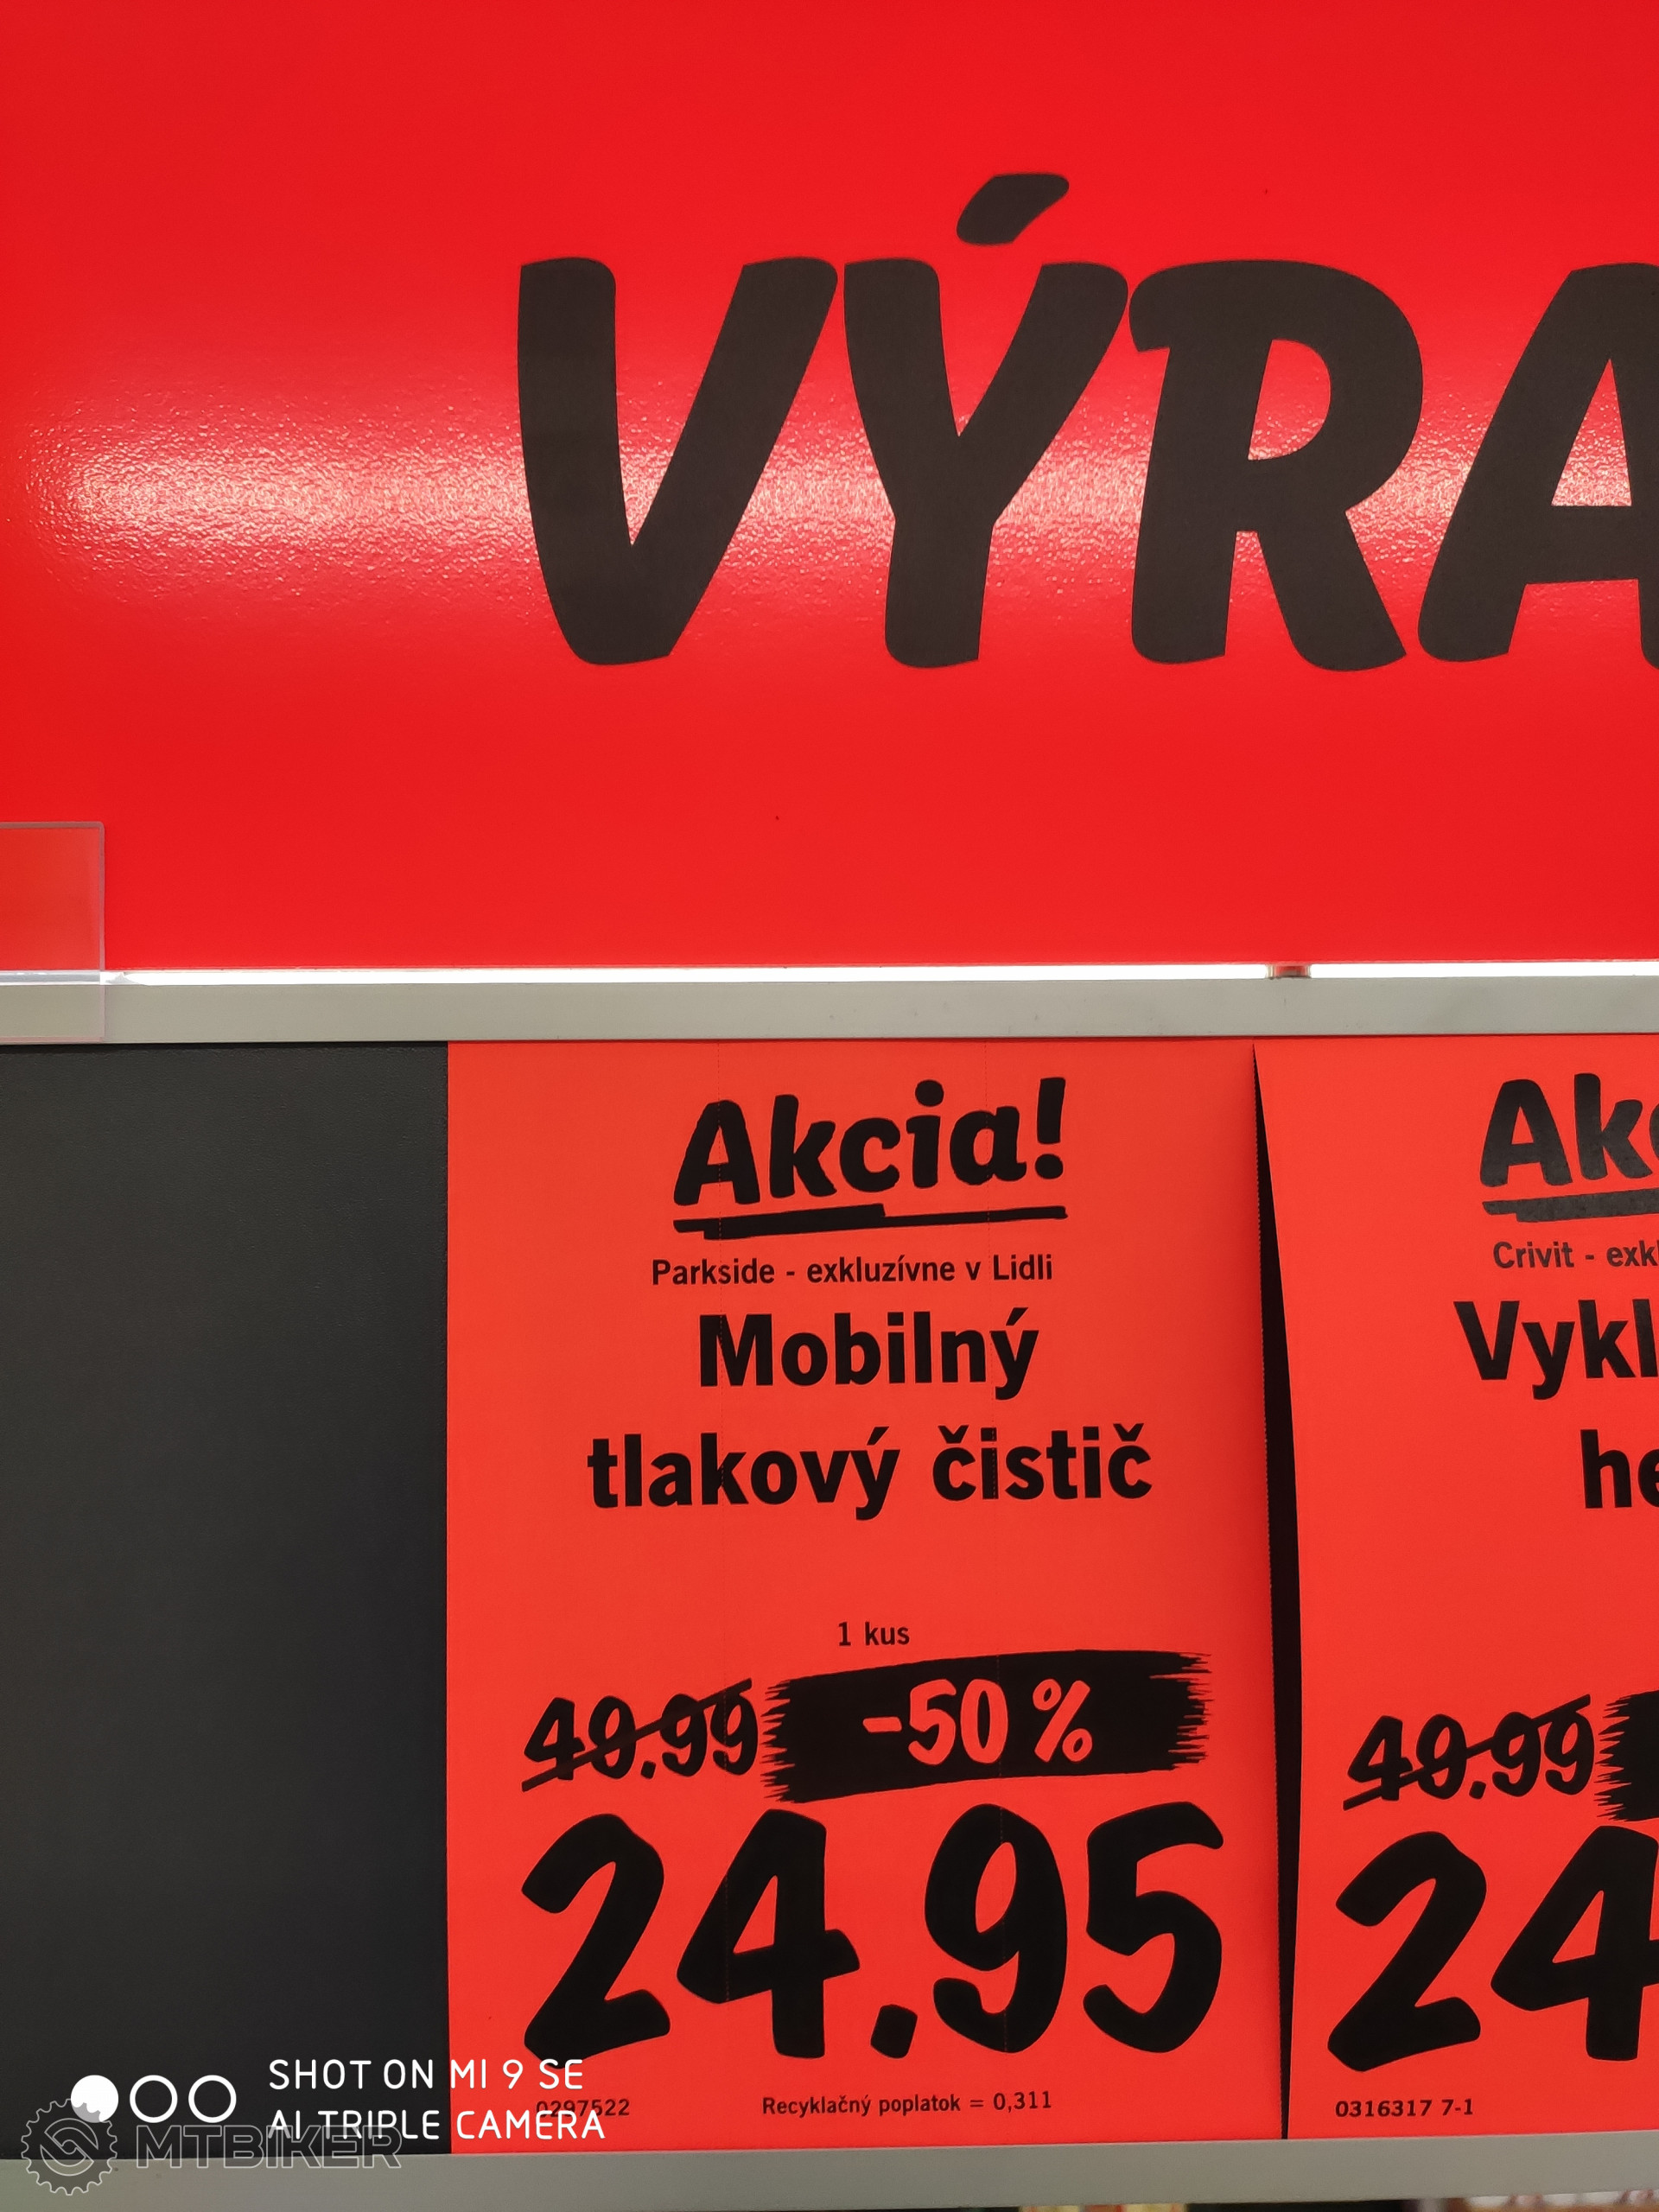 VÝRA
Akcia!
Parkside - exkluzívne v Lidli
Mobilný
tlakový čistič
1 kus
49.99 -50 %
24.95
0297522 Recyklačný poplatok = 0,311
Ak
Crivit - exk
Vykl
he
49.99
24
0316317 7-1
SHOT ON MI 9 SE
AI TRIPLE CAMERA
MTBIKER